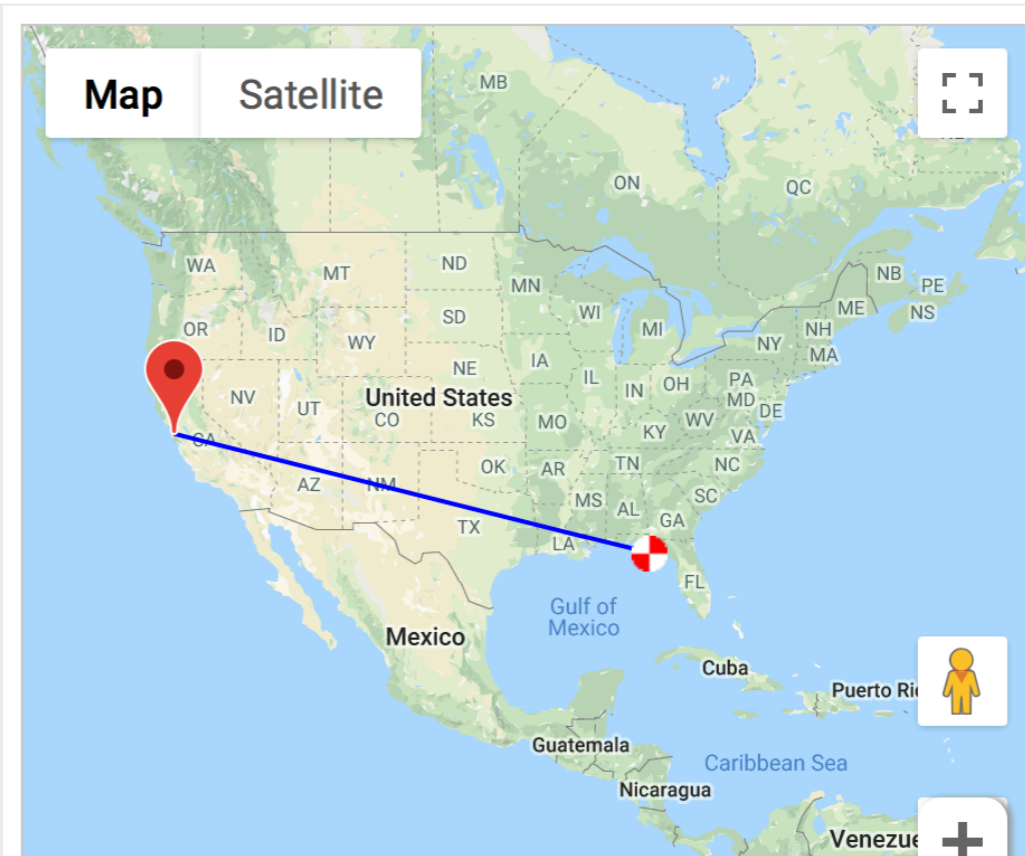 Map
Satellite
MB
ON
QC
WA
MT
ND
MN
NB
PE
OR
ID
SD
WI
MI
ME
NS
WY
NH
NY
MA
NE
IA
IL
IN
OH
PA
NV
UT
United States
MD
DE
CO
KS
MO
WV
KY
VA
CA
AZ
NM
OK
AR
TN
NC
MS
AL
SC
TX
GA
LA
FL
Gulf of
Mexico
Mexico
Cuba
Guatemala
Caribbean Sea
Nicaragua